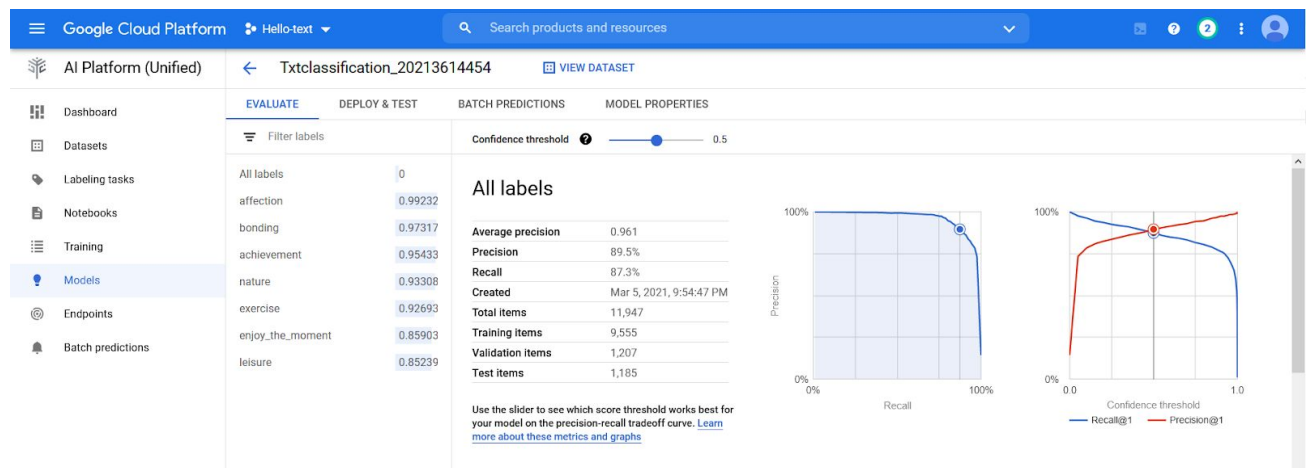 Google Cloud Platform Hello-text Search products and resources 2
AI Platform (Unified) Txtclassification_20213614454 VIEW DATASET
Dashboard
Datasets
Labeling tasks
Notebooks
Training
Models
Endpoints
Batch predictions
EVALUATE DEPLOY & TEST BATCH PREDICTIONS MODEL PROPERTIES
Filter labels
All labels 0
affection 0.99232
bonding 0.97317
achievement 0.95433
nature 0.93308
exercise 0.92693
enjoy_the_moment 0.85903
leisure 0.85239
Confidence threshold ? 0.5
All labels
Average precision 0.961
Precision 89.5%
Recall 87.3%
Created Mar 5, 2021, 9:54:47 PM
Total items 11,947
Training items 9,555
Validation items 1,207
Test items 1,185
Use the slider to see which score threshold works best for
your model on the precision-recall tradeoff curve. Learn
more about these metrics and graphs
100%
Precision
0%
0% 100%
Recall
100%
0%
0.0 1.0
Confidence threshold
Recall@1 Precision@1